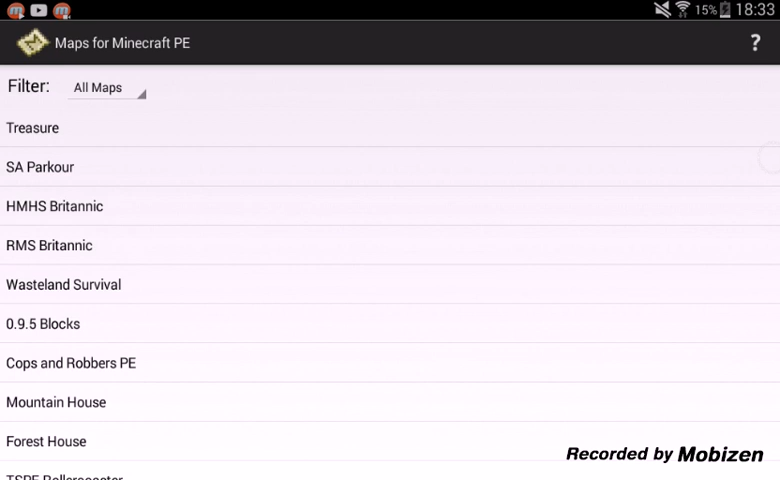 15% 18:33
Maps for Minecraft PE ?
Filter: All Maps
Treasure
SA Parkour
HMHS Britannic
RMS Britannic
Wasteland Survival
0.9.5 Blocks
Cops and Robbers PE
Mountain House
Forest House
Recorded by Mobizen